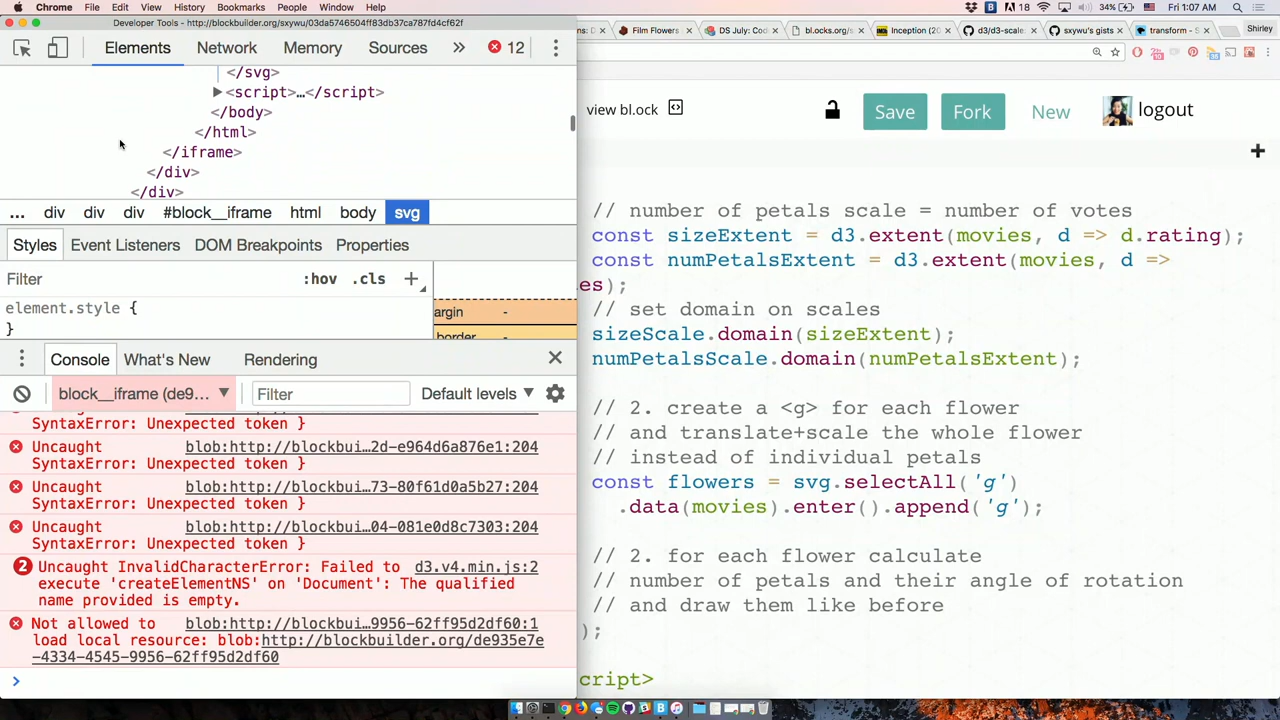 Chrome File Edit View History Bookmarks People Window Help
18 34% Fri 1:07 AM
Developer Tools - http://blockbuilder.org/sxywu/03da5746504ff83db37ca787fd4cf62f
Film Flowers
DS July: Cod
bl.ocks.org/s
Inception (20
d3/d3-scale
sxywu's gists
transform - S
Shirley
Elements Network Memory Sources » 12
</svg>
▶<script>…</script>
</body>
</html>
</iframe>
</div>
</div>
… div div div #block__iframe html body svg
Styles Event Listeners DOM Breakpoints Properties
Filter :hov .cls +
element.style {
}
argin -
border -
Console What's New Rendering
block__iframe (de9… ▼ Filter Default levels ▼
SyntaxError: Unexpected token }
Uncaught blob:http://blockbui…2d-e964d6a876e1:204
SyntaxError: Unexpected token }
Uncaught blob:http://blockbui…73-80f61d0a5b27:204
SyntaxError: Unexpected token }
Uncaught blob:http://blockbui…04-081e0d8c7303:204
SyntaxError: Unexpected token }
2 Uncaught InvalidCharacterError: Failed to d3.v4.min.js:2
execute 'createElementNS' on 'Document': The qualified
name provided is empty.
Not allowed to blob:http://blockbui…9956-62ff95d2df60:1
load local resource: blob:http://blockbuilder.org/de935e7e
-4334-4545-9956-62ff95d2df60
>
view bl.ock Save Fork New logout
+
// number of petals scale = number of votes
const sizeExtent = d3.extent(movies, d => d.rating);
const numPetalsExtent = d3.extent(movies, d =>
es);
// set domain on scales
sizeScale.domain(sizeExtent);
numPetalsScale.domain(numPetalsExtent);
// 2. create a <g> for each flower
// and translate+scale the whole flower
// instead of individual petals
const flowers = svg.selectAll('g')
.data(movies).enter().append('g');
// 2. for each flower calculate
// number of petals and their angle of rotation
// and draw them like before
);
cript>